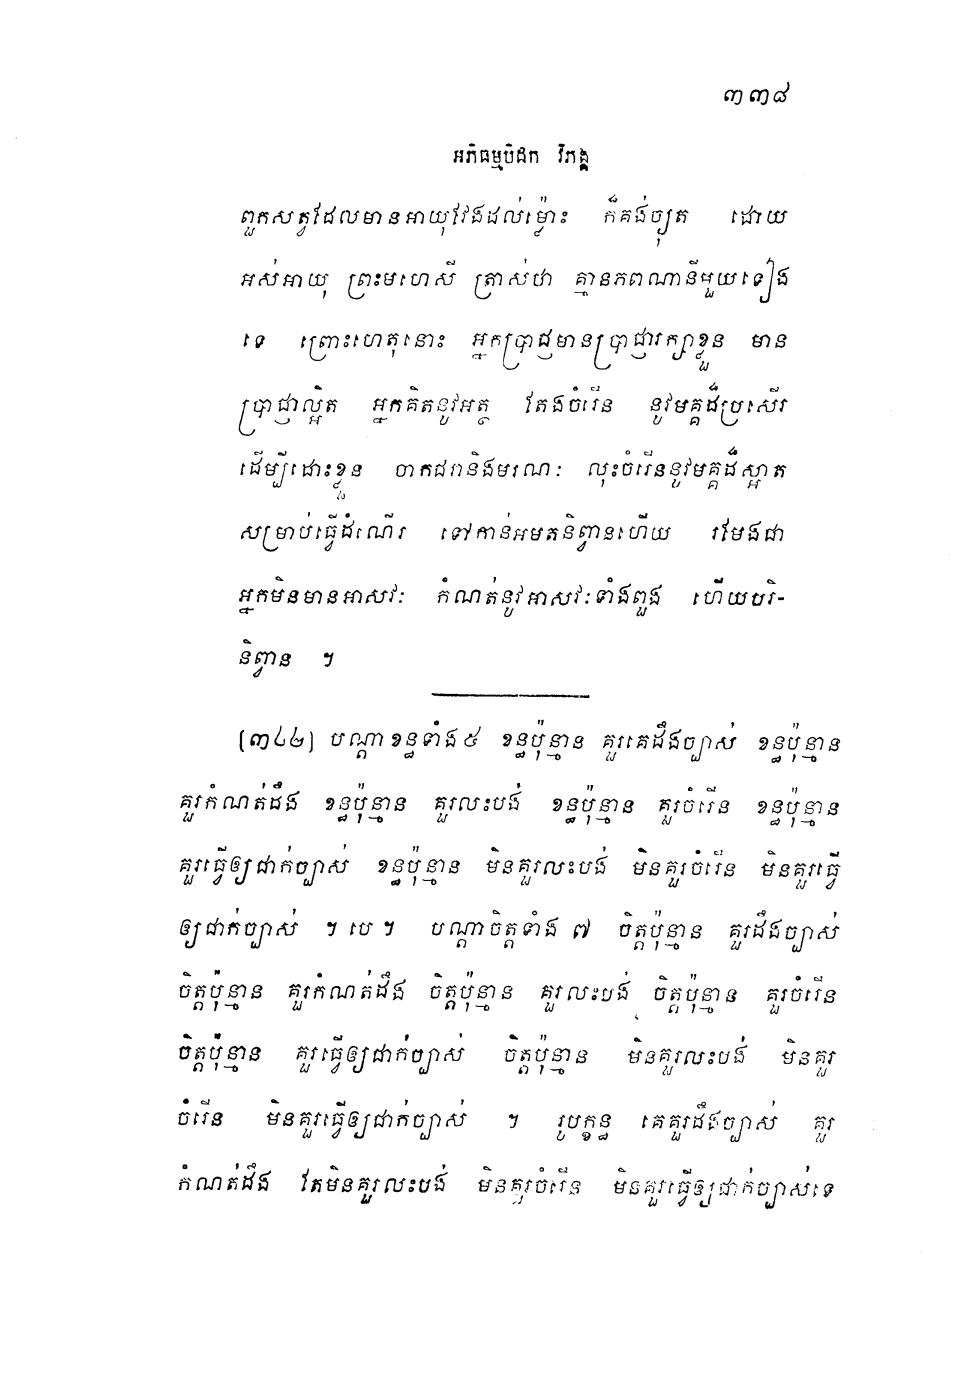 ៣៣៨
អភិធម្មបិដក វិភង្គ
ពួកសត្វដែលមានអាយុវែងដល់ម៉្លោះ ក៏គង់ច្យុត ដោយ
អស់អាយុ ព្រះមហេសី ត្រាស់ថា គ្មានភពណានីមួយទៀង
ទេ ព្រោះហេតុនោះ អ្នកប្រាជ្ញមានប្រាជ្ញារក្សាខ្លួន មាន
ប្រាជ្ញាល្អិត អ្នកគិតនូវអត្ថ តែងចំរើន នូវមគ្គដ៏ប្រសើរ
ដើម្បីដោះខ្លួន ចាកជរានិងមរណៈ លុះចំរើននូវមគ្គដ៏ស្អាត
សម្រាប់ធ្វើដំណើរ ទៅកាន់អមតនិព្វានហើយ រមែងជា
អ្នកមិនមានអាសវៈ កំណត់នូវអាសវៈទាំងពួង ហើយបរិ-
និព្វាន ។
(៣៤២) បណ្តាខន្ធទាំង៥ ខន្ធប៉ុន្មាន គួរគេដឹងច្បាស់ ខន្ធប៉ុន្មាន
គួរកំណត់ដឹង ខន្ធប៉ុន្មាន គួរលះបង់ ខន្ធប៉ុន្មាន គួរចំរើន ខន្ធប៉ុន្មាន
គួរធ្វើឲ្យជាក់ច្បាស់ ខន្ធប៉ុន្មាន មិនគួរលះបង់ មិនគួរចំរើន មិនគួរធ្វើ
ឲ្យជាក់ច្បាស់ ។ បេ ។ បណ្តាចិត្តទាំង ៧ ចិត្តប៉ុន្មាន គួរដឹងច្បាស់
ចិត្តប៉ុន្មាន គួរកំណត់ដឹង ចិត្តប៉ុន្មាន គួរលះបង់ ចិត្តប៉ុន្មាន គួរចំរើន
ចិត្តប៉ុន្មាន គួរធ្វើឲ្យជាក់ច្បាស់ ចិត្តប៉ុន្មាន មិនគួរលះបង់ មិនគួរ
ចំរើន មិនគួរធ្វើឲ្យជាក់ច្បាស់ ។ រូបក្ខន្ធ គេគួរដឹងច្បាស់ គួរ
កំណត់ដឹង តែមិនគួរលះបង់ មិនគួរចំរើន មិនគួរធ្វើឲ្យជាក់ច្បាស់ទេ